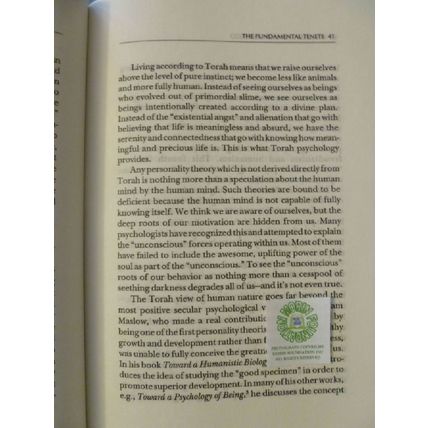 THE FUNDAMENTAL TENETS 41
Living according to Torah means that we raise ourselves
above the level of pure instinct; we become less like animals
and more fully human. Instead of seeing ourselves as beings
who evolved out of primordial slime, we see ourselves as
beings intentionally created according to a divine plan.
Instead of the "existential angst" and alienation that go with
believing that life is meaningless and absurd, we have the
serenity and connectedness that go with knowing how mean-
ingful and precious life is. This is what Torah psychology
provides.
Any personality theory which is not derived directly from
Torah is nothing more than a speculation about the human
mind by the human mind. Such theories are bound to be
deficient because the human mind is not capable of fully
knowing itself. We think we are aware of ourselves, but the
deep roots of our motivation are hidden from us. Many
psychologists have recognized this and attempted to explain
the "unconscious" forces operating within us. Most of them
have failed to include the awesome, uplifting power of the
soul as part of the "unconscious." To see the "unconscious"
roots of our behavior as nothing more than a cesspool of
seething darkness degrades all of us—and it's not even true.
The Torah view of human nature goes far beyond the
most positive secular psychological
Maslow, who made a real contribution
being one of the first personality
growth and development rather than
was unable to fully conceive the
In his book Toward a Humanistic
duces the idea of studying the "good specimen" in order to
promote superior development. In many of his other works,
e.g., Toward a Psychology of Being, he discusses the concept
PHOTOGRAPH COPYRIGHT
FOUNDATION INC
ALL RIGHTS RESERVED